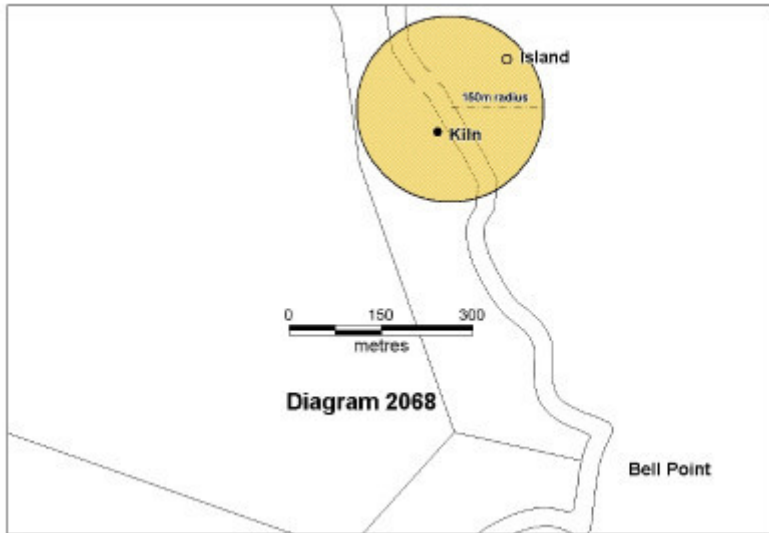 Island
150m radius
Kiln
0 150 300
metres
Diagram 2068
Bell Point